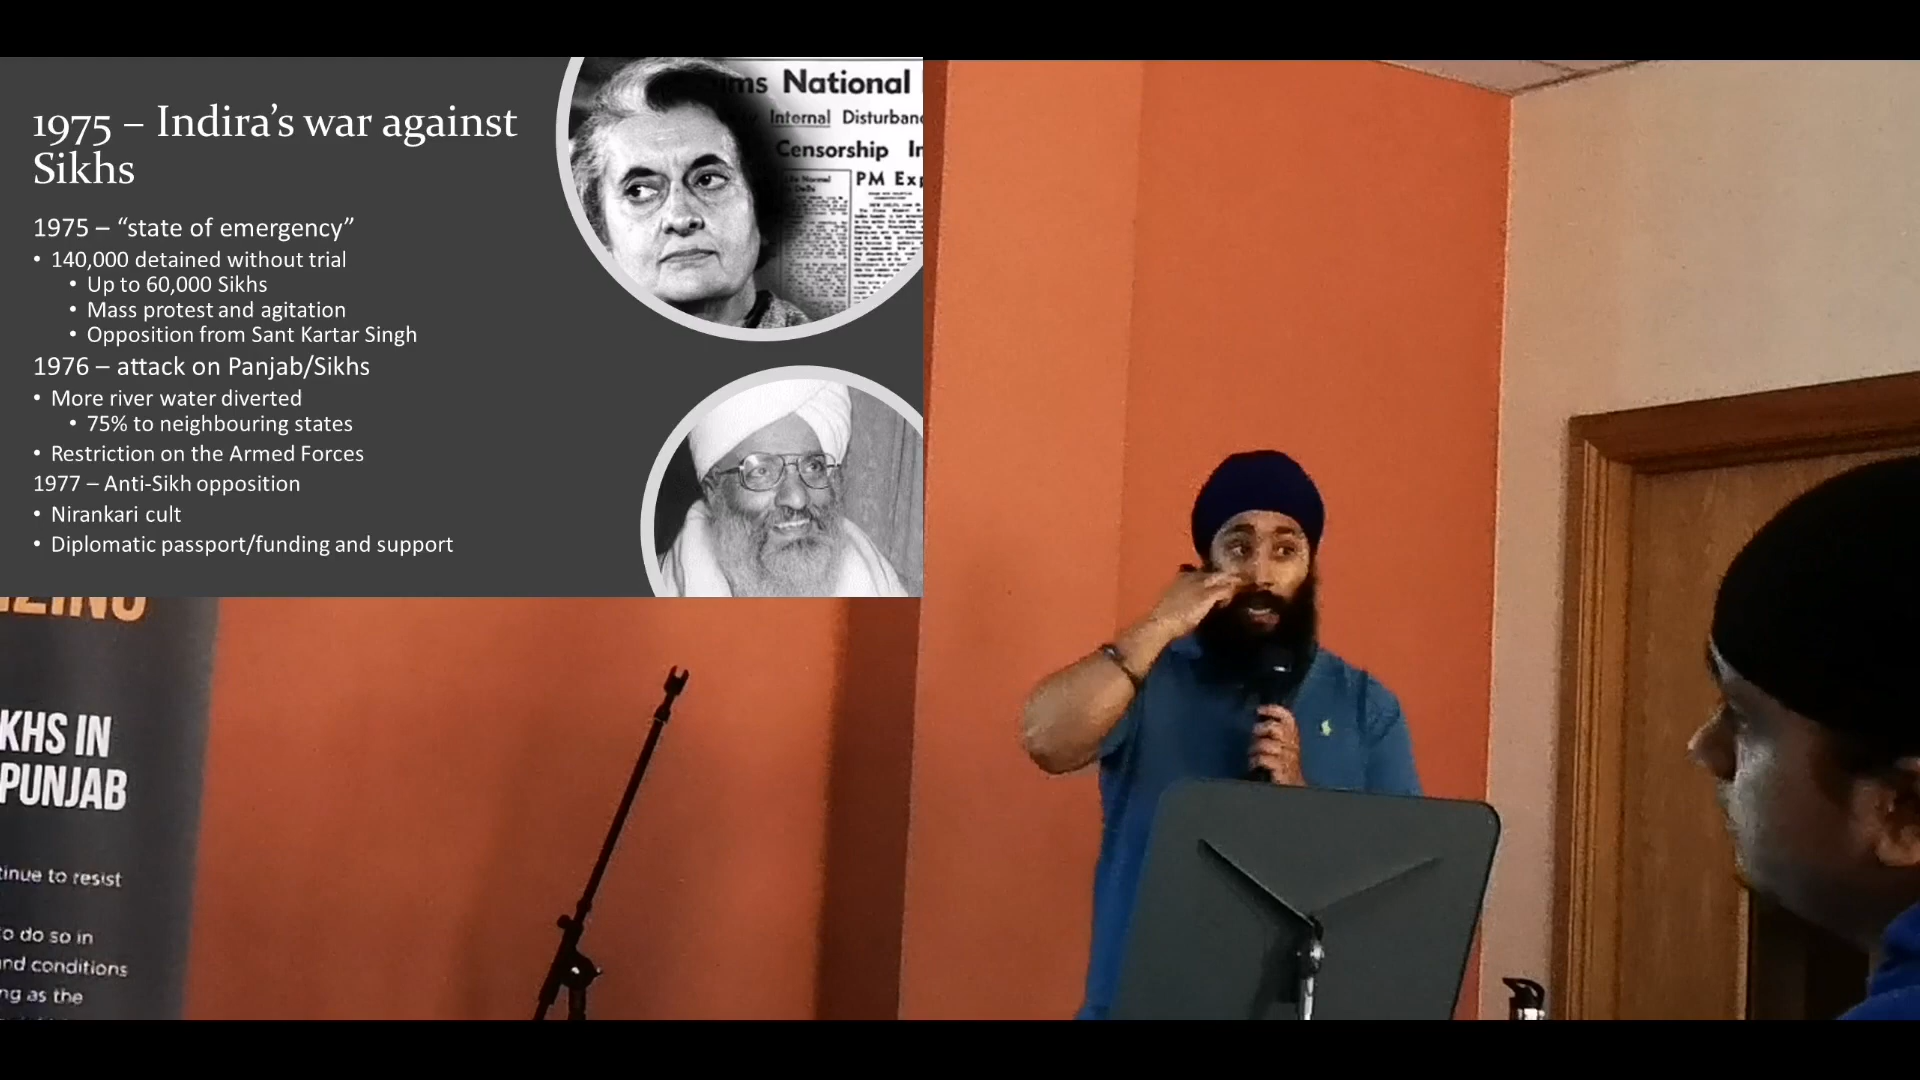 1975 – Indira's war against
Sikhs
1975 – “state of emergency”
• 140,000 detained without trial
• Up to 60,000 Sikhs
• Mass protest and agitation
• Opposition from Sant Kartar Singh
1976 – attack on Panjab/Sikhs
• More river water diverted
• 75% to neighbouring states
• Restriction on the Armed Forces
1977 – Anti-Sikh opposition
• Nirankari cult
• Diplomatic passport/funding and support
National
Internal Disturban
Censorship In
PM Exp
KHS IN
PUNJAB
tinue to resist
o do so in
nd conditions
ng as the